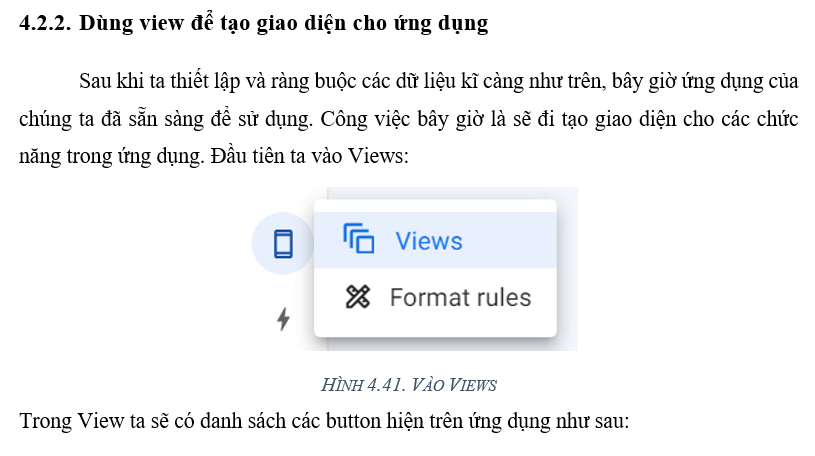 4.2.2. Dùng view để tạo giao diện cho ứng dụng
Sau khi ta thiết lập và ràng buộc các dữ liệu kĩ càng như trên, bây giờ ứng dụng của
chúng ta đã sẵn sàng để sử dụng. Công việc bây giờ là sẽ đi tạo giao diện cho các chức
năng trong ứng dụng. Đầu tiên ta vào Views:
Views
Format rules
HÌNH 4.41. VÀO VIEWS
Trong View ta sẽ có danh sách các button hiện trên ứng dụng như sau: